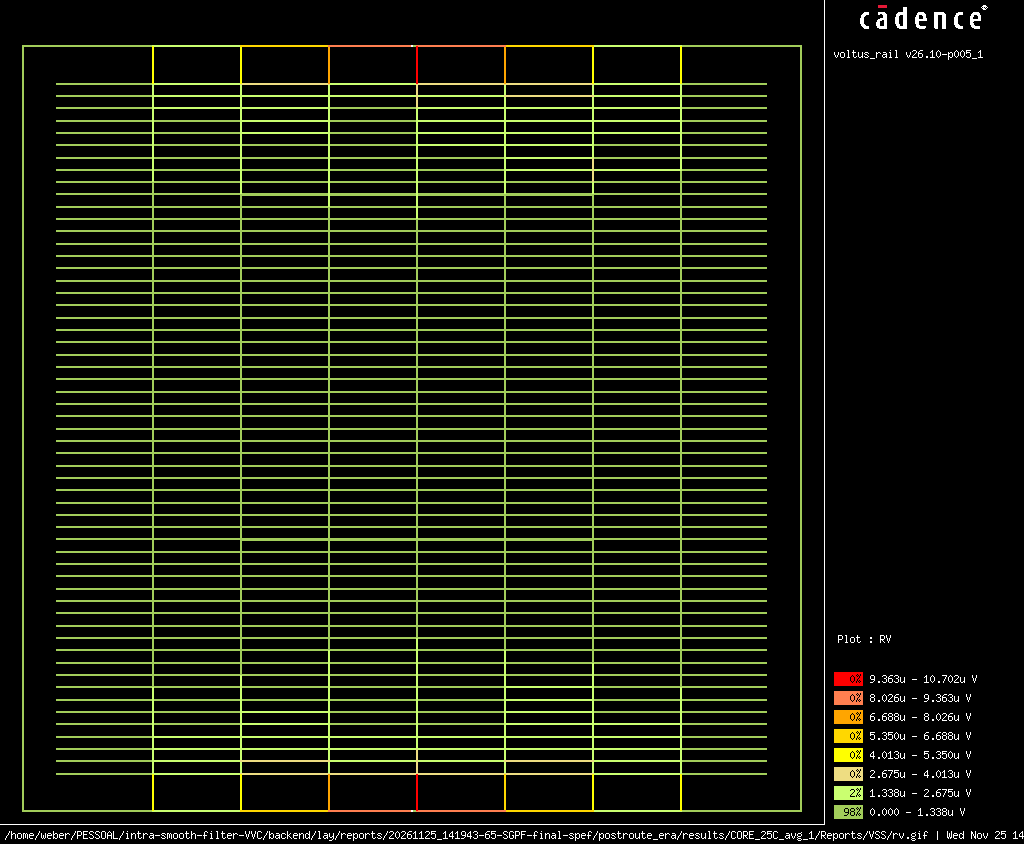 cādence®
voltus_rail v26.10-p005_1
Plot : RV
0% 9.363u - 10.702u V
0% 8.026u - 9.363u V
0% 6.688u - 8.026u V
0% 5.350u - 6.688u V
0% 4.013u - 5.350u V
0% 2.675u - 4.013u V
2% 1.338u - 2.675u V
98% 0.000 - 1.338u V
/home/weber/PESSOAL/intra-smooth-filter-VVC/backend/lay/reports/20261125_141943-65-SGPF-final-spef/postroute_era/results/CORE_25C_avg_1/Reports/VSS/rv.gif | Wed Nov 25 14